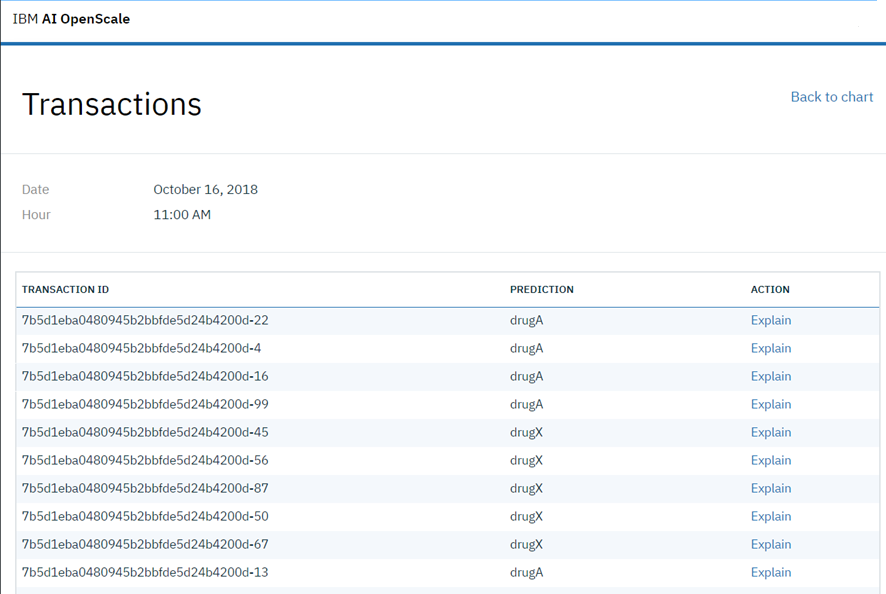 IBM AI OpenScale
Transactions
Back to chart
Date October 16, 2018
Hour 11:00 AM
TRANSACTION ID PREDICTION ACTION
7b5d1eba0480945b2bbfde5d24b4200d-22 drugA Explain
7b5d1eba0480945b2bbfde5d24b4200d-4 drugA Explain
7b5d1eba0480945b2bbfde5d24b4200d-16 drugA Explain
7b5d1eba0480945b2bbfde5d24b4200d-99 drugA Explain
7b5d1eba0480945b2bbfde5d24b4200d-45 drugX Explain
7b5d1eba0480945b2bbfde5d24b4200d-56 drugX Explain
7b5d1eba0480945b2bbfde5d24b4200d-87 drugX Explain
7b5d1eba0480945b2bbfde5d24b4200d-50 drugX Explain
7b5d1eba0480945b2bbfde5d24b4200d-67 drugX Explain
7b5d1eba0480945b2bbfde5d24b4200d-13 drugA Explain